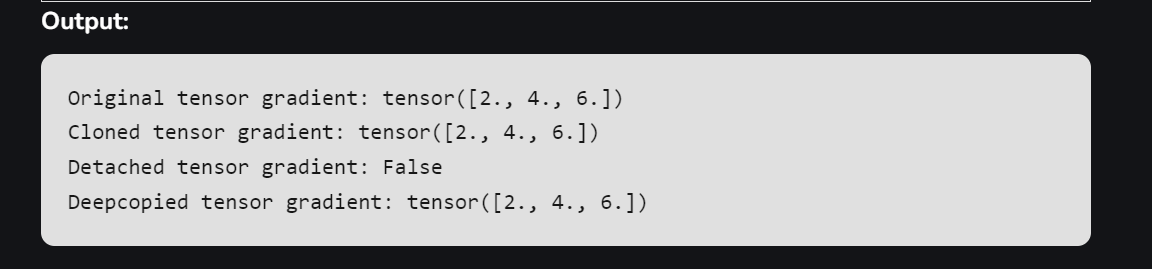 Output:
Original tensor gradient: tensor([2., 4., 6.])
Cloned tensor gradient: tensor([2., 4., 6.])
Detached tensor gradient: False
Deepcopied tensor gradient: tensor([2., 4., 6.])